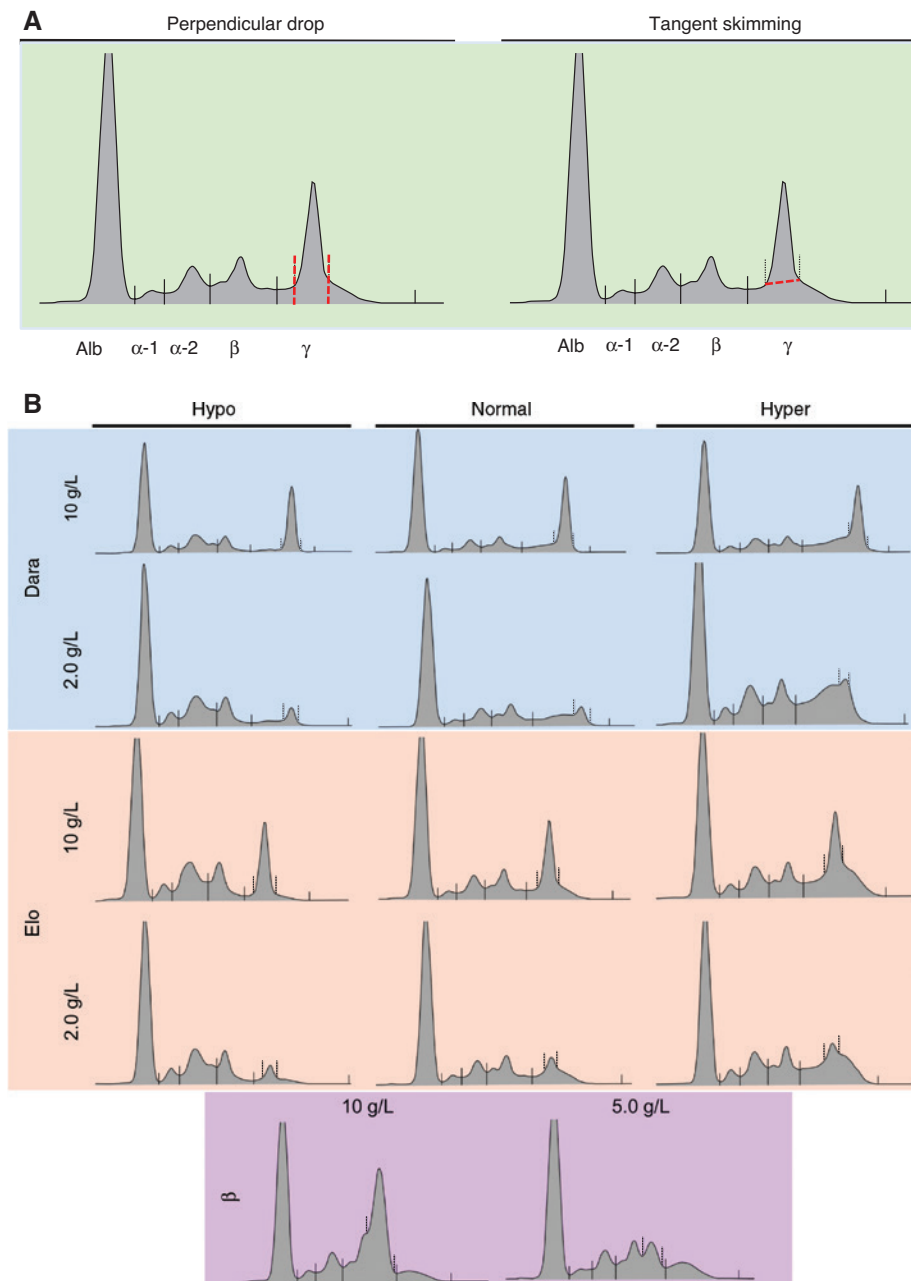 A
Perpendicular drop Tangent skimming
Alb α-1 α-2 β γ Alb α-1 α-2 β γ
B
Hypo Normal Hyper
Dara
10 g/L
2.0 g/L
Elo
10 g/L
2.0 g/L
10 g/L 5.0 g/L
β